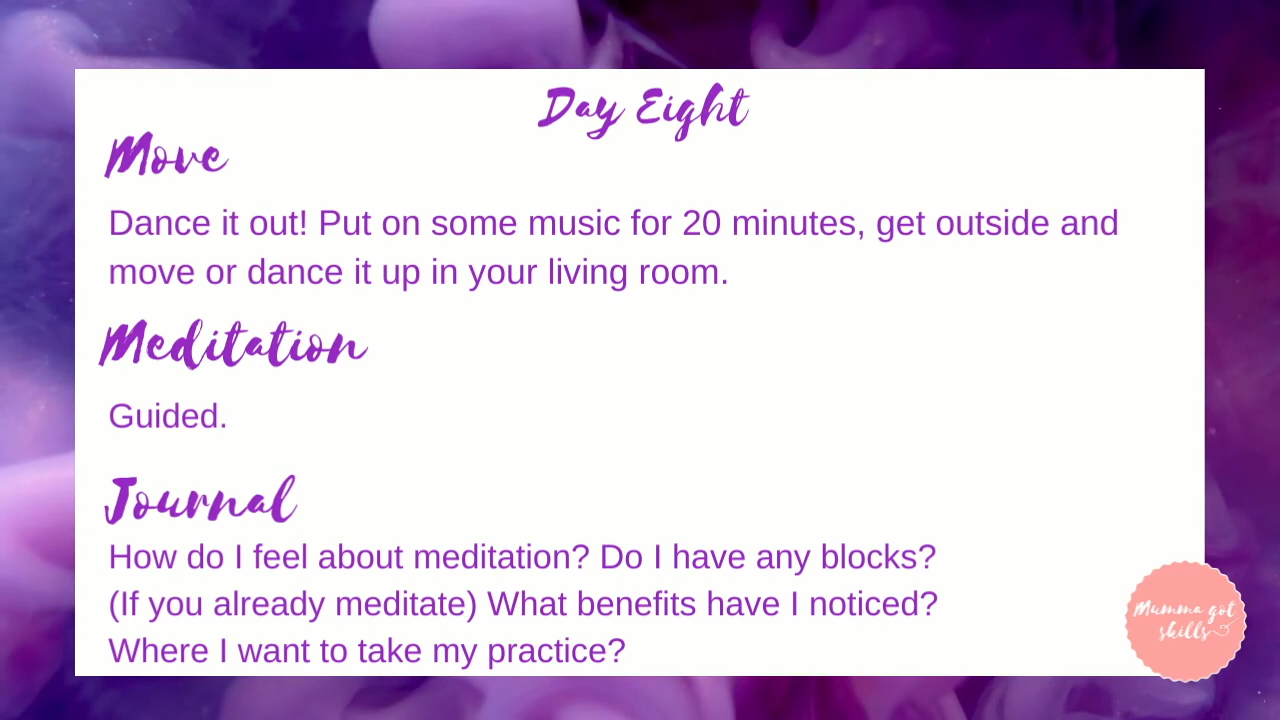 Day Eight
Move
Dance it out! Put on some music for 20 minutes, get outside and
move or dance it up in your living room.
Meditation
Guided.
Journal
How do I feel about meditation? Do I have any blocks?
(If you already meditate) What benefits have I noticed?
Where I want to take my practice?
Mumma got
skills